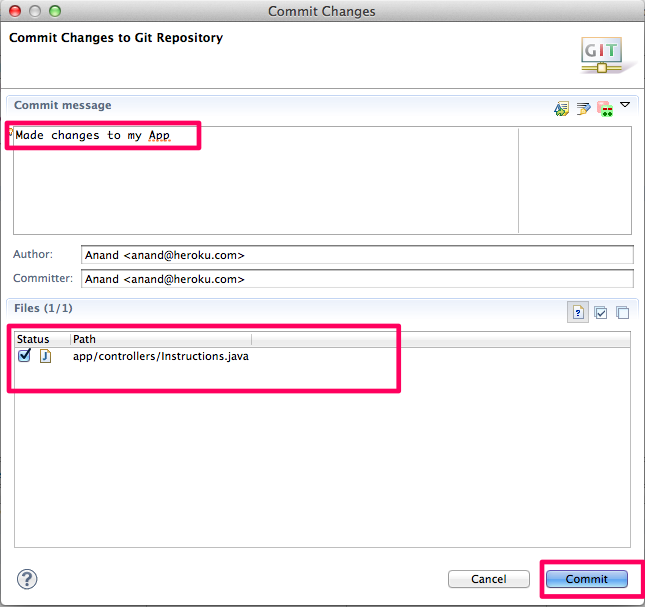 Commit Changes
Commit Changes to Git Repository
GIT
Commit message
Made changes to my App
Author: Anand <anand@heroku.com>
Committer: Anand <anand@heroku.com>
Files (1/1)
?
Status Path
J app/controllers/Instructions.java
? Cancel Commit